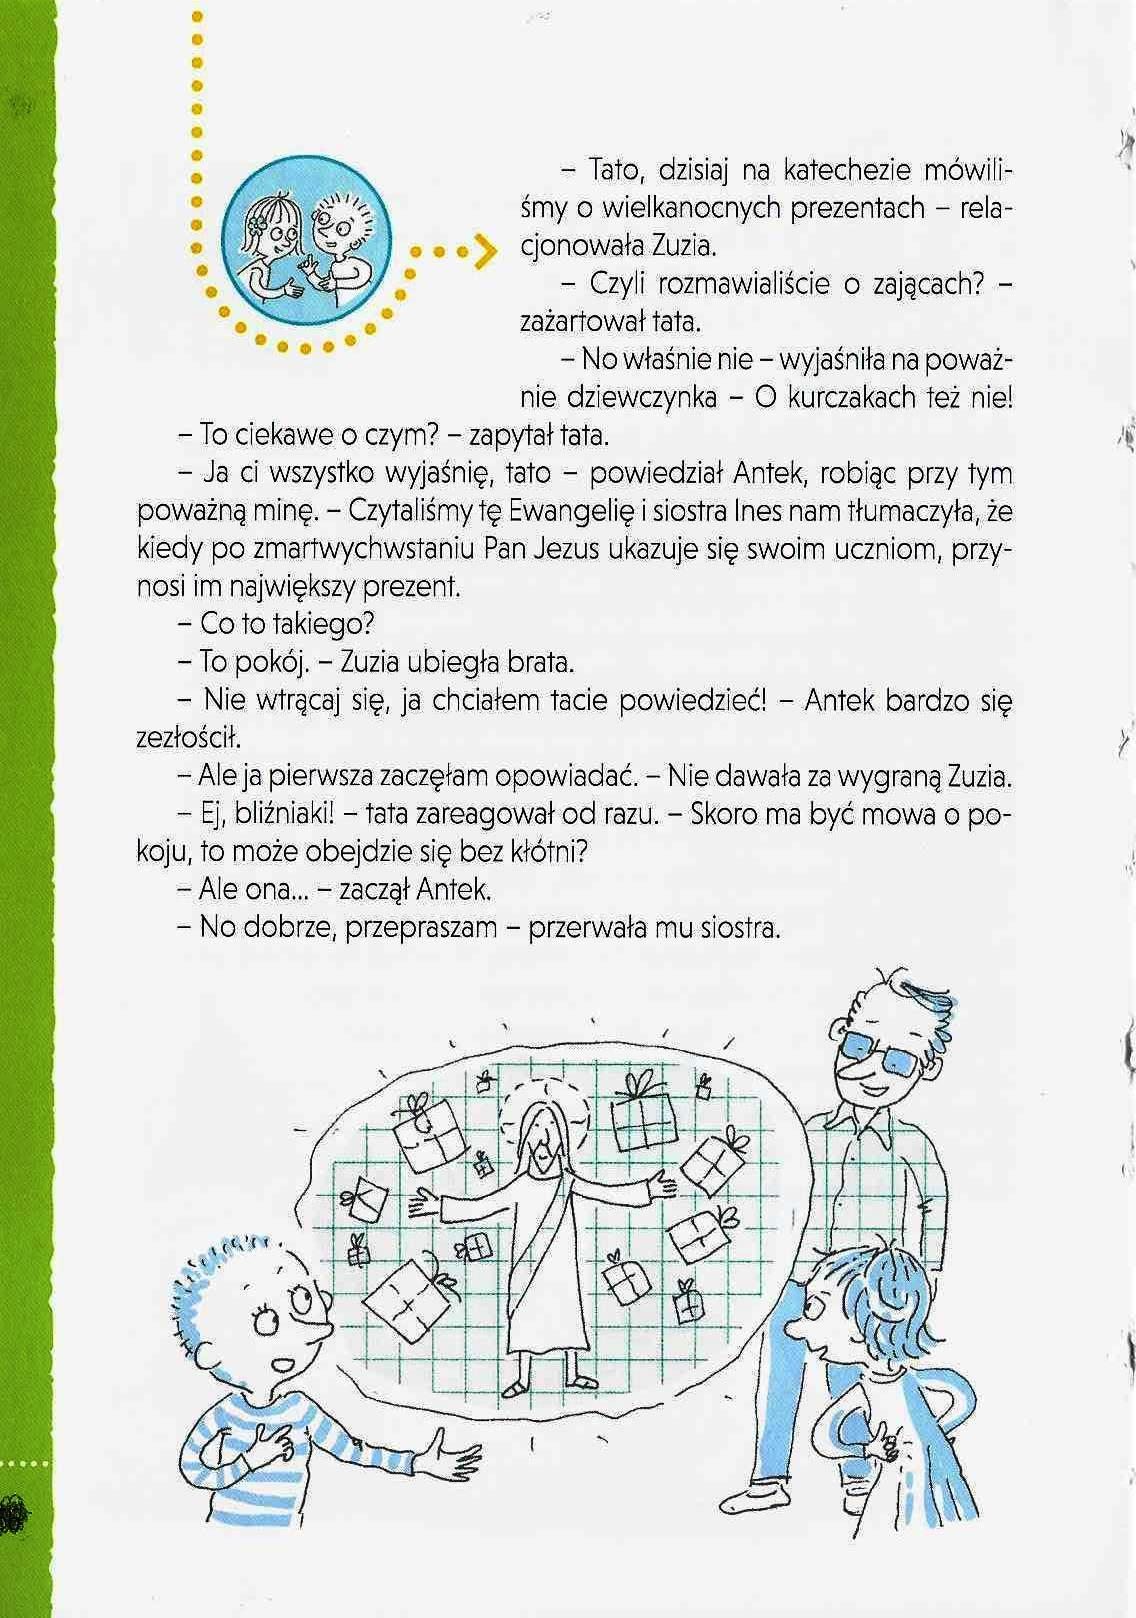 – Tato, dzisiaj na katechezie mówili-
śmy o wielkanocnych prezentach – rela-
cjonowała Zuzia.
– Czyli rozmawialiście o zającach? –
zażartował tata.
– No właśnie nie – wyjaśniła na poważ-
nie dziewczynka – O kurczakach też nie!
– To ciekawe o czym? – zapytał tata.
– Ja ci wszystko wyjaśnię, tato – powiedział Antek, robiąc przy tym
poważną minę. – Czytaliśmy tę Ewangelię i siostra Ines nam tłumaczyła, że
kiedy po zmartwychwstaniu Pan Jezus ukazuje się swoim uczniom, przy-
nosi im największy prezent.
– Co to takiego?
– To pokój. – Zuzia ubiegła brata.
– Nie wtrącaj się, ja chciałem tacie powiedzieć! – Antek bardzo się
zezłościł.
– Ale ja pierwsza zaczęłam opowiadać. – Nie dawała za wygraną Zuzia.
– Ej, bliźniaki! – tata zareagował od razu. – Skoro ma być mowa o po-
koju, to może obejdzie się bez kłótni?
– Ale ona... – zaczął Antek.
– No dobrze, przepraszam – przerwała mu siostra.